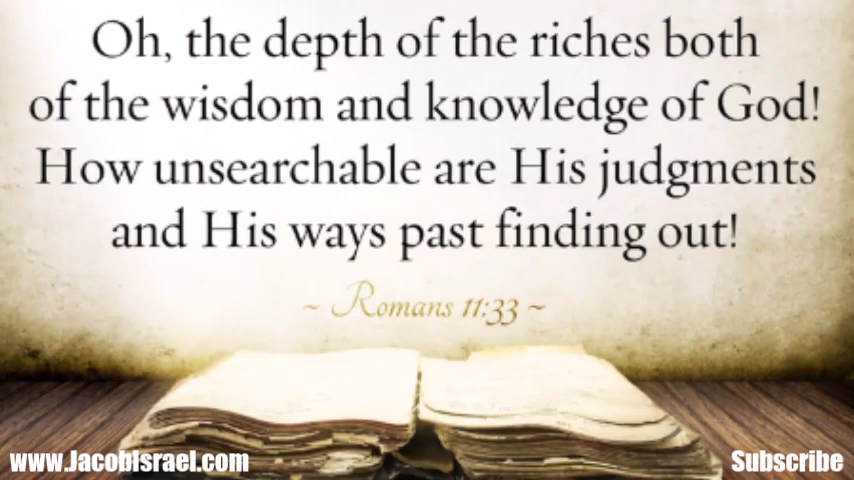 Oh, the depth of the riches both
of the wisdom and knowledge of God!
How unsearchable are His judgments
and His ways past finding out!
~ Romans 11:33 ~
www.JacobIsrael.com
Subscribe